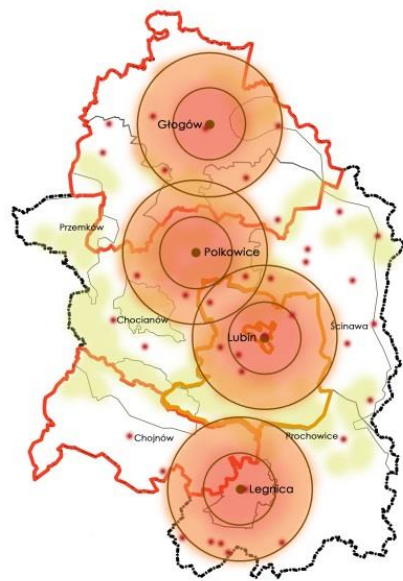 Głogów
Przemków
Polkowice
Chocianów
Lubin
Ścinawa
Chojnów
Prochowice
Legnica